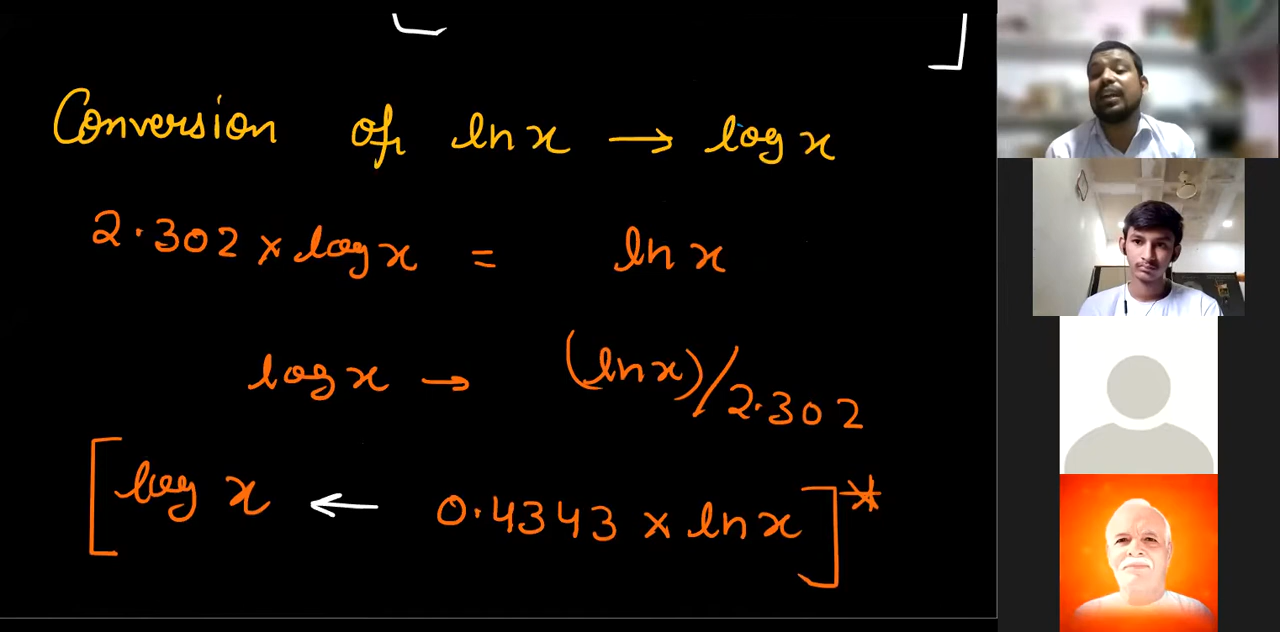 Conversion of ln x → log x
2.302 × log x = ln x
log x → (ln x)/2.302
[log x ← 0.4343 × ln x]*